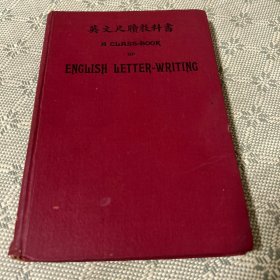 英文尺牘教科書
A CLASS-BOOK
OF
ENGLISH LETTER-WRITING